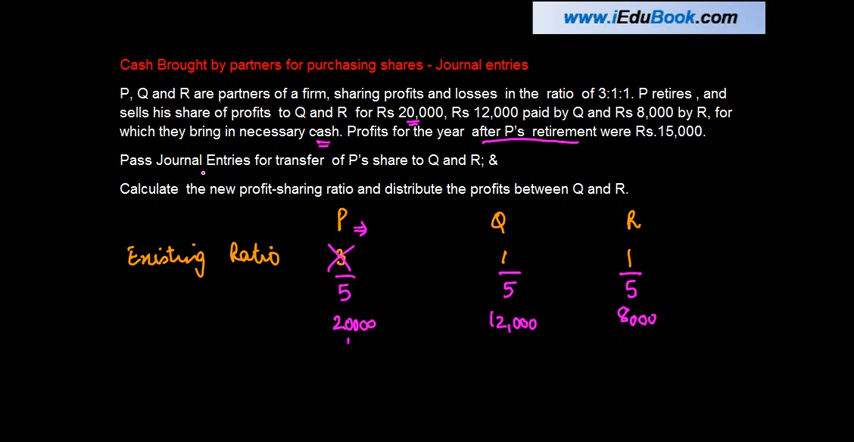 www.iEduBook.com
Cash Brought by partners for purchasing shares - Journal entries
P, Q and R are partners of a firm, sharing profits and losses in the ratio of 3:1:1. P retires , and
sells his share of profits to Q and R for Rs 20,000, Rs 12,000 paid by Q and Rs 8,000 by R, for
which they bring in necessary cash. Profits for the year after P's retirement were Rs.15,000.
Pass Journal Entries for transfer of P's share to Q and R; &
Calculate the new profit-sharing ratio and distribute the profits between Q and R.
P ⇒ Q R
Existing Ratio 3/5 1/5 1/5
20000 12,000 8000